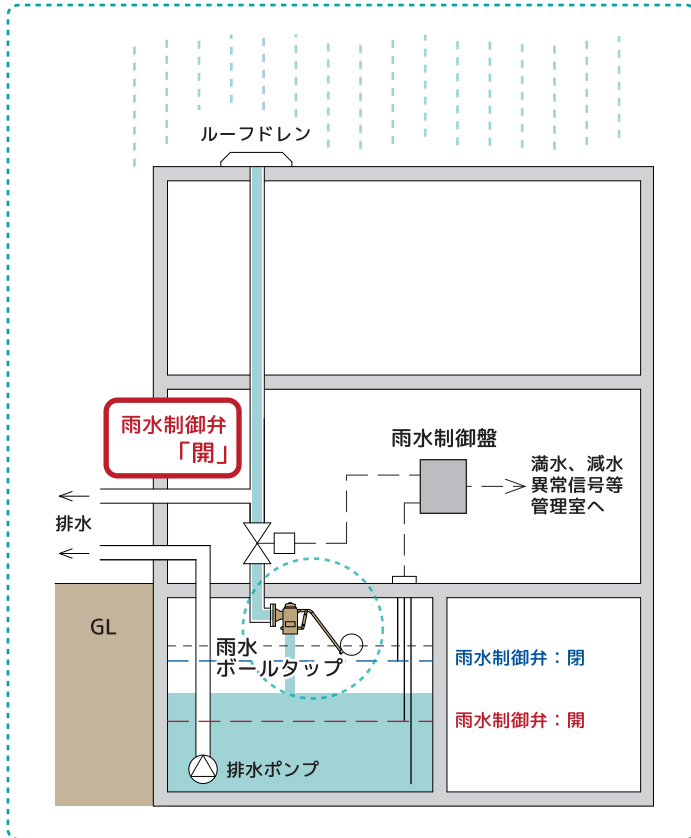 ルーフドレン
雨水制御弁
「開」
雨水制御盤
満水、減水
異常信号等
管理室へ
排水
GL
雨水
ボールタップ
雨水制御弁：閉
雨水制御弁：開
排水ポンプ